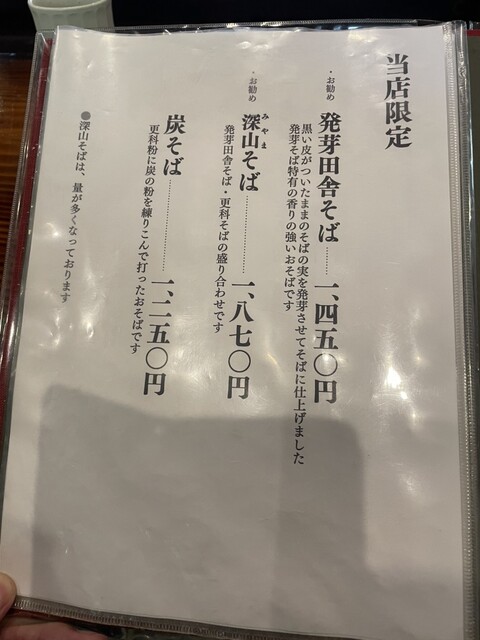 当店限定
・お勧め 発芽田舎そば………一、四五〇円
黒い皮がついたままのそばの実を発芽させてそばに仕上げました
発芽そば特有の香りの強いおそばです
・お勧め 深山そば………一、八七〇円
みやま
発芽田舎そば・更科そばの盛り合わせです
炭そば………一、二五〇円
更科粉に炭の粉を練りこんで打ったおそばです
●深山そばは、量が多くなっております